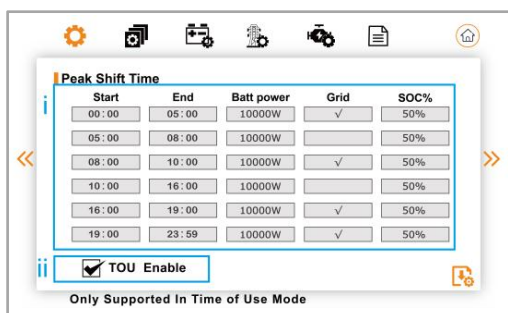 Peak Shift Time
i
Start End Batt power Grid SOC%
00:00 05:00 10000W √ 50%
05:00 08:00 10000W 50%
08:00 10:00 10000W √ 50%
10:00 16:00 10000W 50%
16:00 19:00 10000W √ 50%
19:00 23:59 10000W √ 50%
ii TOU Enable
Only Supported In Time of Use Mode